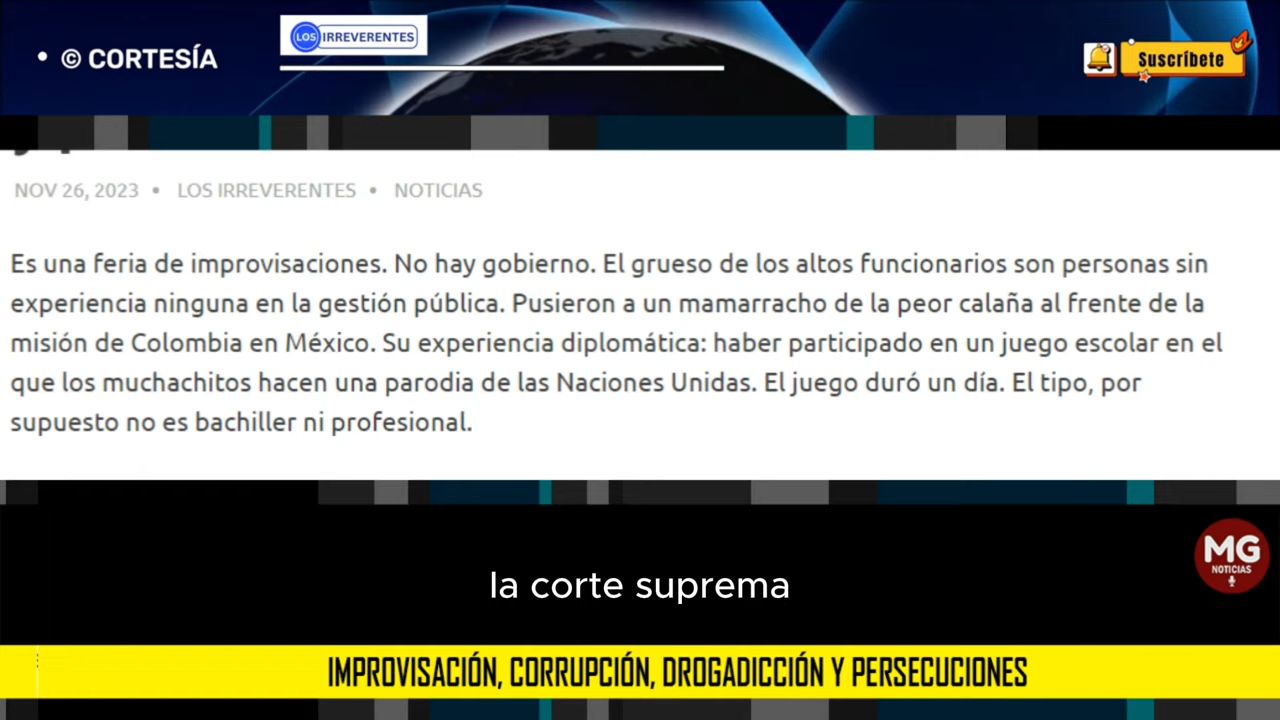 • © CORTESÍA
LOS IRREVERENTES
Suscríbete
NOV 26, 2023 • LOS IRREVERENTES • NOTICIAS
Es una feria de improvisaciones. No hay gobierno. El grueso de los altos funcionarios son personas sin
experiencia ninguna en la gestión pública. Pusieron a un mamarracho de la peor calaña al frente de la
misión de Colombia en México. Su experiencia diplomática: haber participado en un juego escolar en el
que los muchachitos hacen una parodia de las Naciones Unidas. El juego duró un día. El tipo, por
supuesto no es bachiller ni profesional.
MG
NOTICIAS
la corte suprema
IMPROVISACIÓN, CORRUPCIÓN, DROGADICCIÓN Y PERSECUCIONES